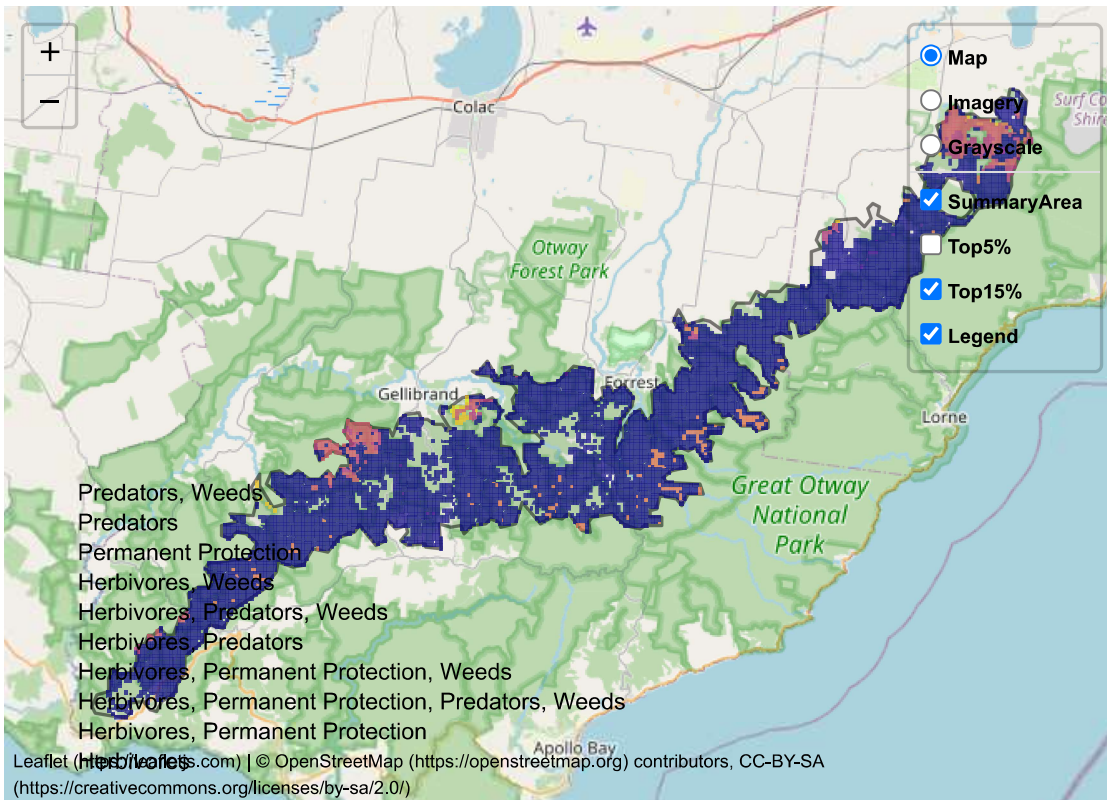 +
−
Colac
Map
Imagery
Surf Co
Shire
Grayscale
SummaryArea
Top5%
Otway
Forest Park
Top15%
Legend
Gellibrand
Forrest
Lorne
Great Otway
National
Park
Predators, Weeds
Predators
Permanent Protection
Herbivores, Weeds
Herbivores, Predators, Weeds
Herbivores, Predators
Herbivores, Permanent Protection, Weeds
Herbivores, Permanent Protection, Predators, Weeds
Herbivores, Permanent Protection
Herbivores
Apollo Bay
Leaflet (https://leafletjs.com) | © OpenStreetMap (https://openstreetmap.org) contributors, CC-BY-SA
(https://creativecommons.org/licenses/by-sa/2.0/)